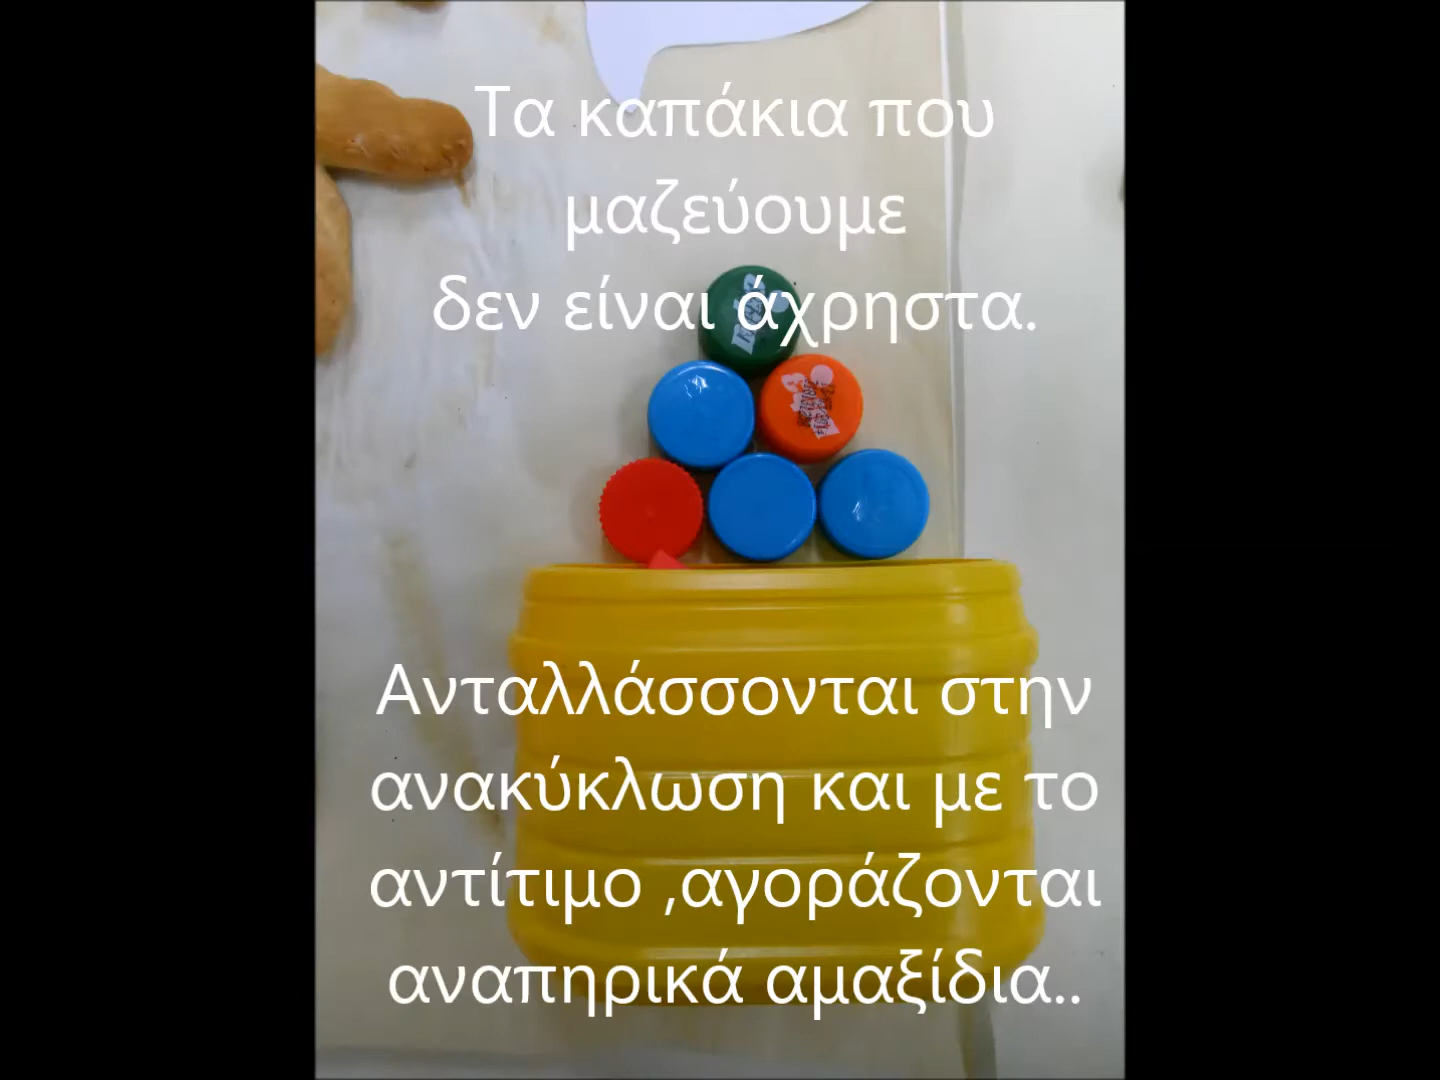 Τα καπάκια που
μαζεύουμε
δεν είναι άχρηστα.
Ανταλλάσσονται στην
ανακύκλωση και με το
αντίτιμο ,αγοράζονται
αναπηρικά αμαξίδια..